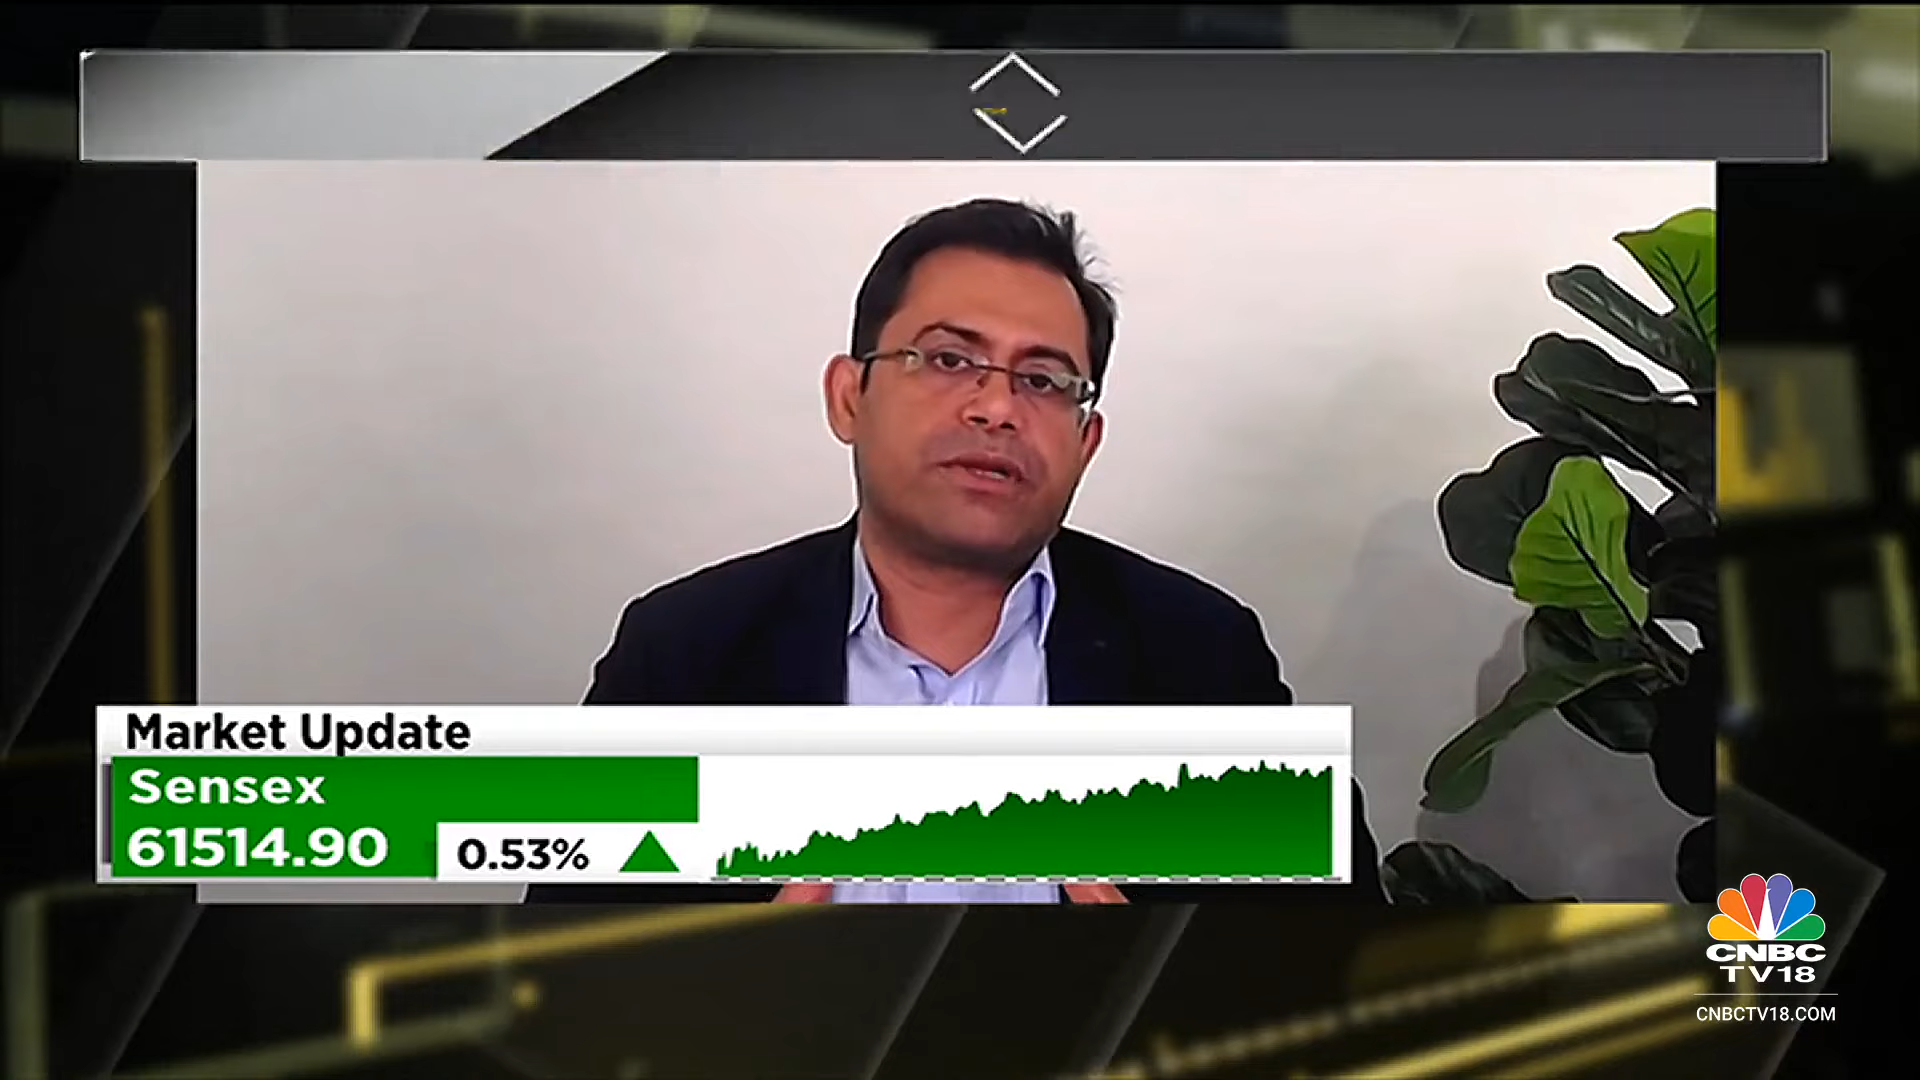 Market Update
Sensex
61514.90
0.53%
CNBC
TV18
CNBCTV18.COM